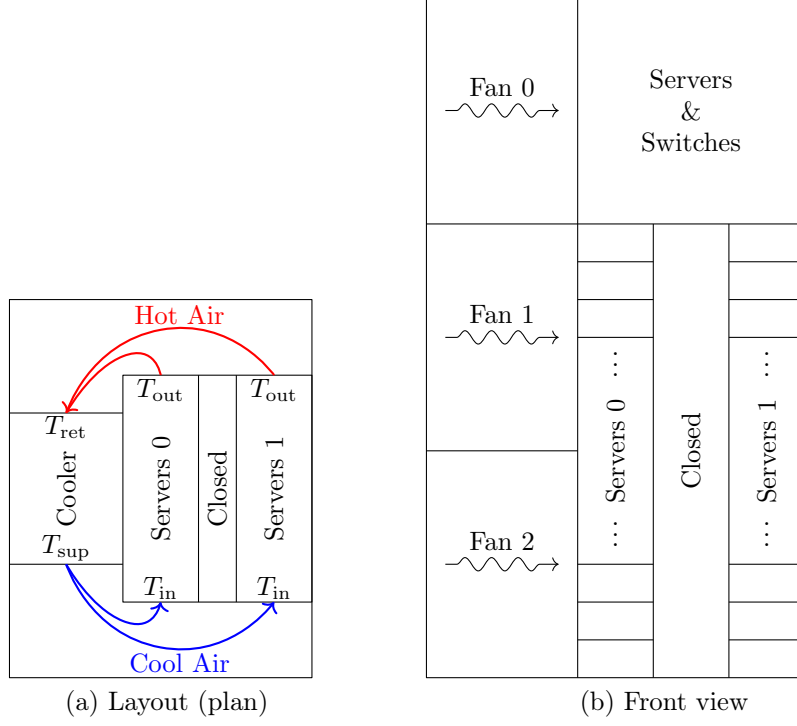 Hot Air
T_out
T_out
T_ret
Cooler
Servers 0
Closed
Servers 1
T_sup
T_in
T_in
Cool Air
(a) Layout (plan)
Fan 0
Servers
&
Switches
Fan 1
Fan 2
... Servers 0 ...
Closed
... Servers 1 ...
(b) Front view